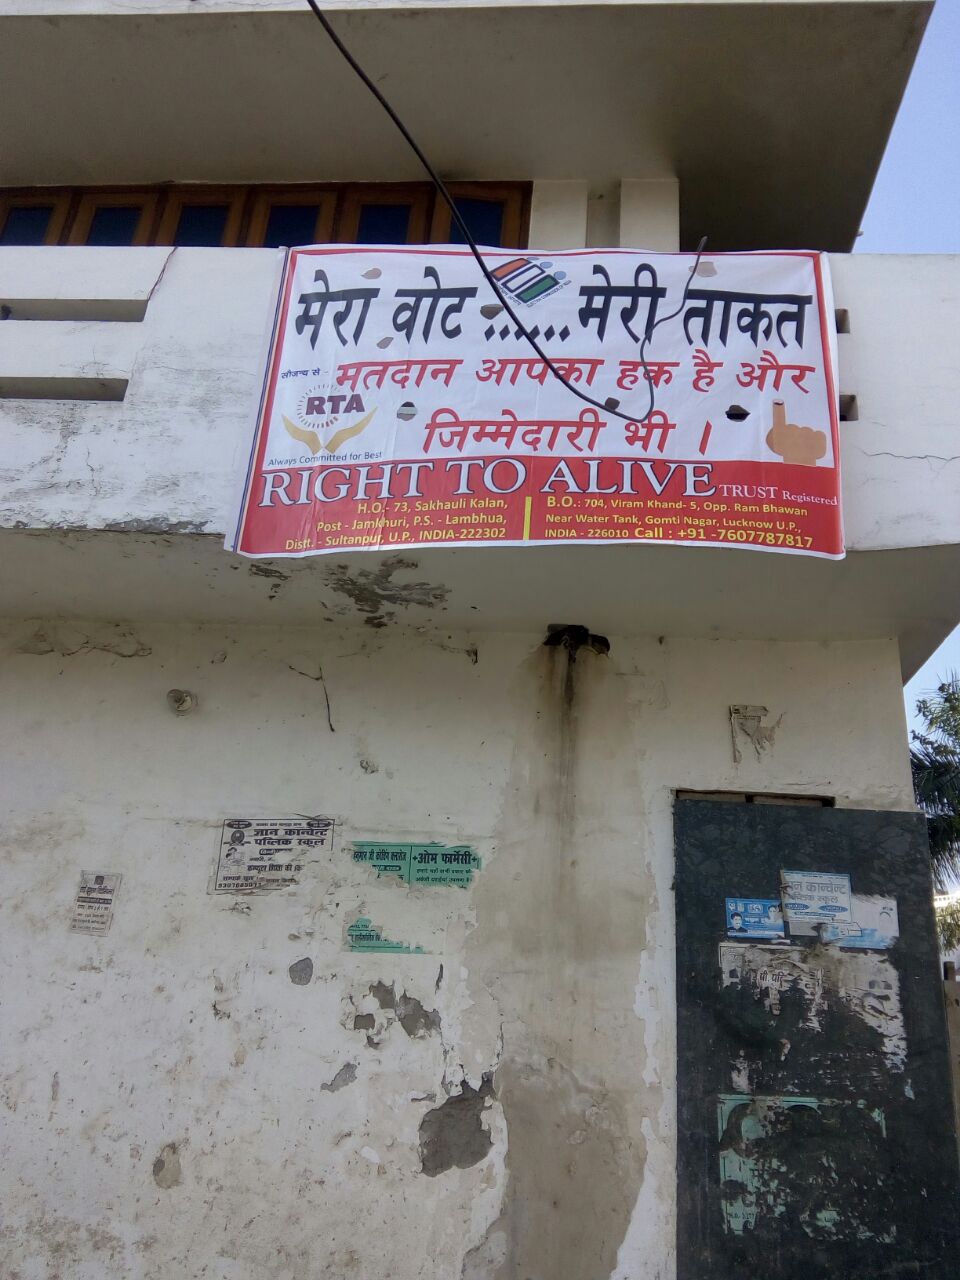 मेरा वोट ...... मेरी ताकत
सौजन्य से - मतदान आपका हक है और
जिम्मेदारी भी ।
RTA
Always Committed for Best
RIGHT TO ALIVE TRUST Registered
H.O.- 73, Sakhauli Kalan,
Post - Jamkhuri, P.S. - Lambhua,
Distt. - Sultanpur, U.P., INDIA-222302
B.O.: 704, Viram Khand- 5, Opp. Ram Bhawan
Near Water Tank, Gomti Nagar, Lucknow U.P.,
INDIA - 226010 Call : +91 -7607787817
ज्ञान कान्वेन्ट
पब्लिक स्कूल
जी कोचिंग क्लासेज
+ओम फार्मेसी+
कान्वेन्ट